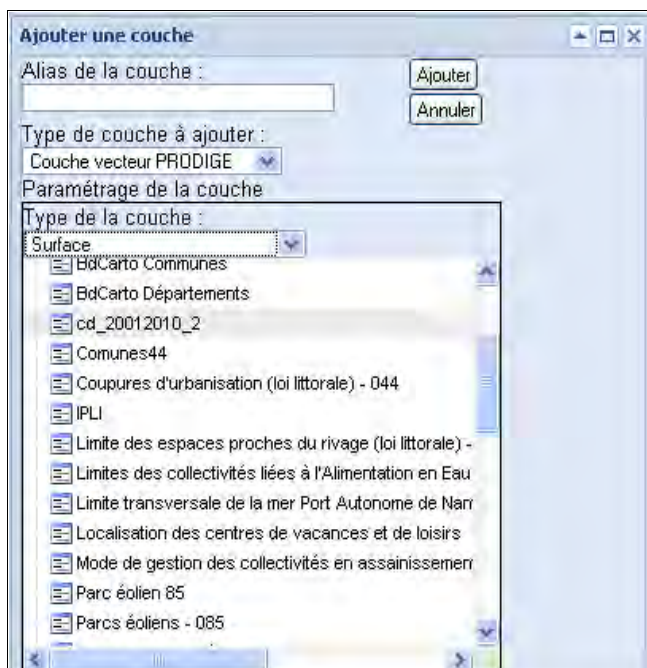 Ajouter une couche
Alias de la couche :
Ajouter
Annuler
Type de couche à ajouter :
Couche vecteur PRODIGE
Paramétrage de la couche
Type de la couche :
Surface
BdCarto Communes
BdCarto Départements
cd_20012010_2
Comunes44
Coupures d'urbanisation (loi littorale) - 044
IPLI
Limite des espaces proches du rivage (loi littorale) -
Limites des collectivités liées à l'Alimentation en Eau
Limite transversale de la mer Port Autonome de Nan
Localisation des centres de vacances et de loisirs
Mode de gestion des collectivités en assainissemen
Parc éolien 85
Parcs éoliens - 085